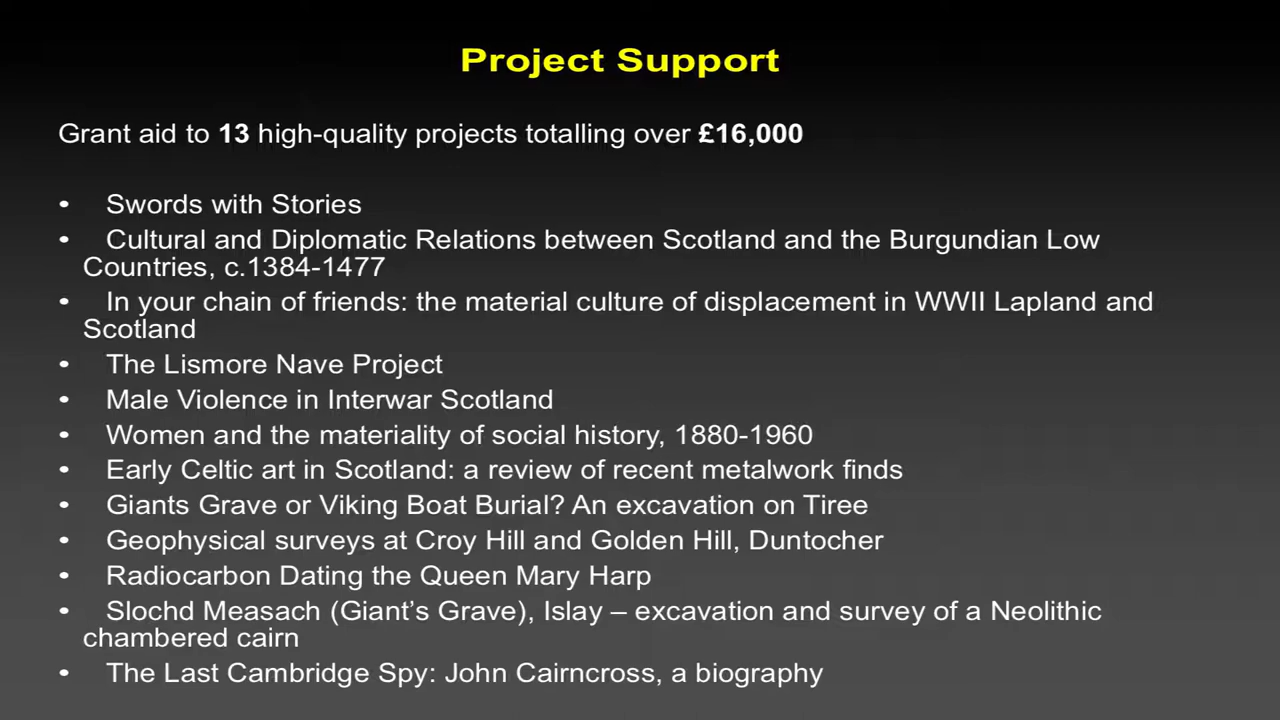 Project Support
Grant aid to 13 high-quality projects totalling over £16,000
• Swords with Stories
• Cultural and Diplomatic Relations between Scotland and the Burgundian Low
Countries, c.1384-1477
• In your chain of friends: the material culture of displacement in WWII Lapland and
Scotland
• The Lismore Nave Project
• Male Violence in Interwar Scotland
• Women and the materiality of social history, 1880-1960
• Early Celtic art in Scotland: a review of recent metalwork finds
• Giants Grave or Viking Boat Burial? An excavation on Tiree
• Geophysical surveys at Croy Hill and Golden Hill, Duntocher
• Radiocarbon Dating the Queen Mary Harp
• Slochd Measach (Giant’s Grave), Islay – excavation and survey of a Neolithic
chambered cairn
• The Last Cambridge Spy: John Cairncross, a biography